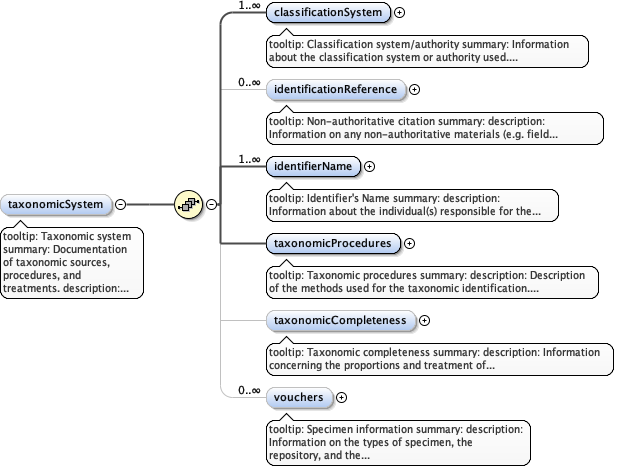 1..∞
classificationSystem
tooltip: Classification system/authority summary: Information
about the classification system or authority used....
0..∞
identificationReference
tooltip: Non-authoritative citation summary: description:
Information on any non-authoritative materials (e.g. field...
1..∞
identifierName
tooltip: Identifier's Name summary: description:
Information about the individual(s) responsible for the...
taxonomicSystem
tooltip: Taxonomic system
summary: Documentation
of taxonomic sources,
procedures, and
treatments. description:...
taxonomicProcedures
tooltip: Taxonomic procedures summary: description: Description
of the methods used for the taxonomic identification....
taxonomicCompleteness
tooltip: Taxonomic completeness summary: description: Information
concerning the proportions and treatment of...
0..∞
vouchers
tooltip: Specimen information summary: description:
Information on the types of specimen, the
repository, and the...